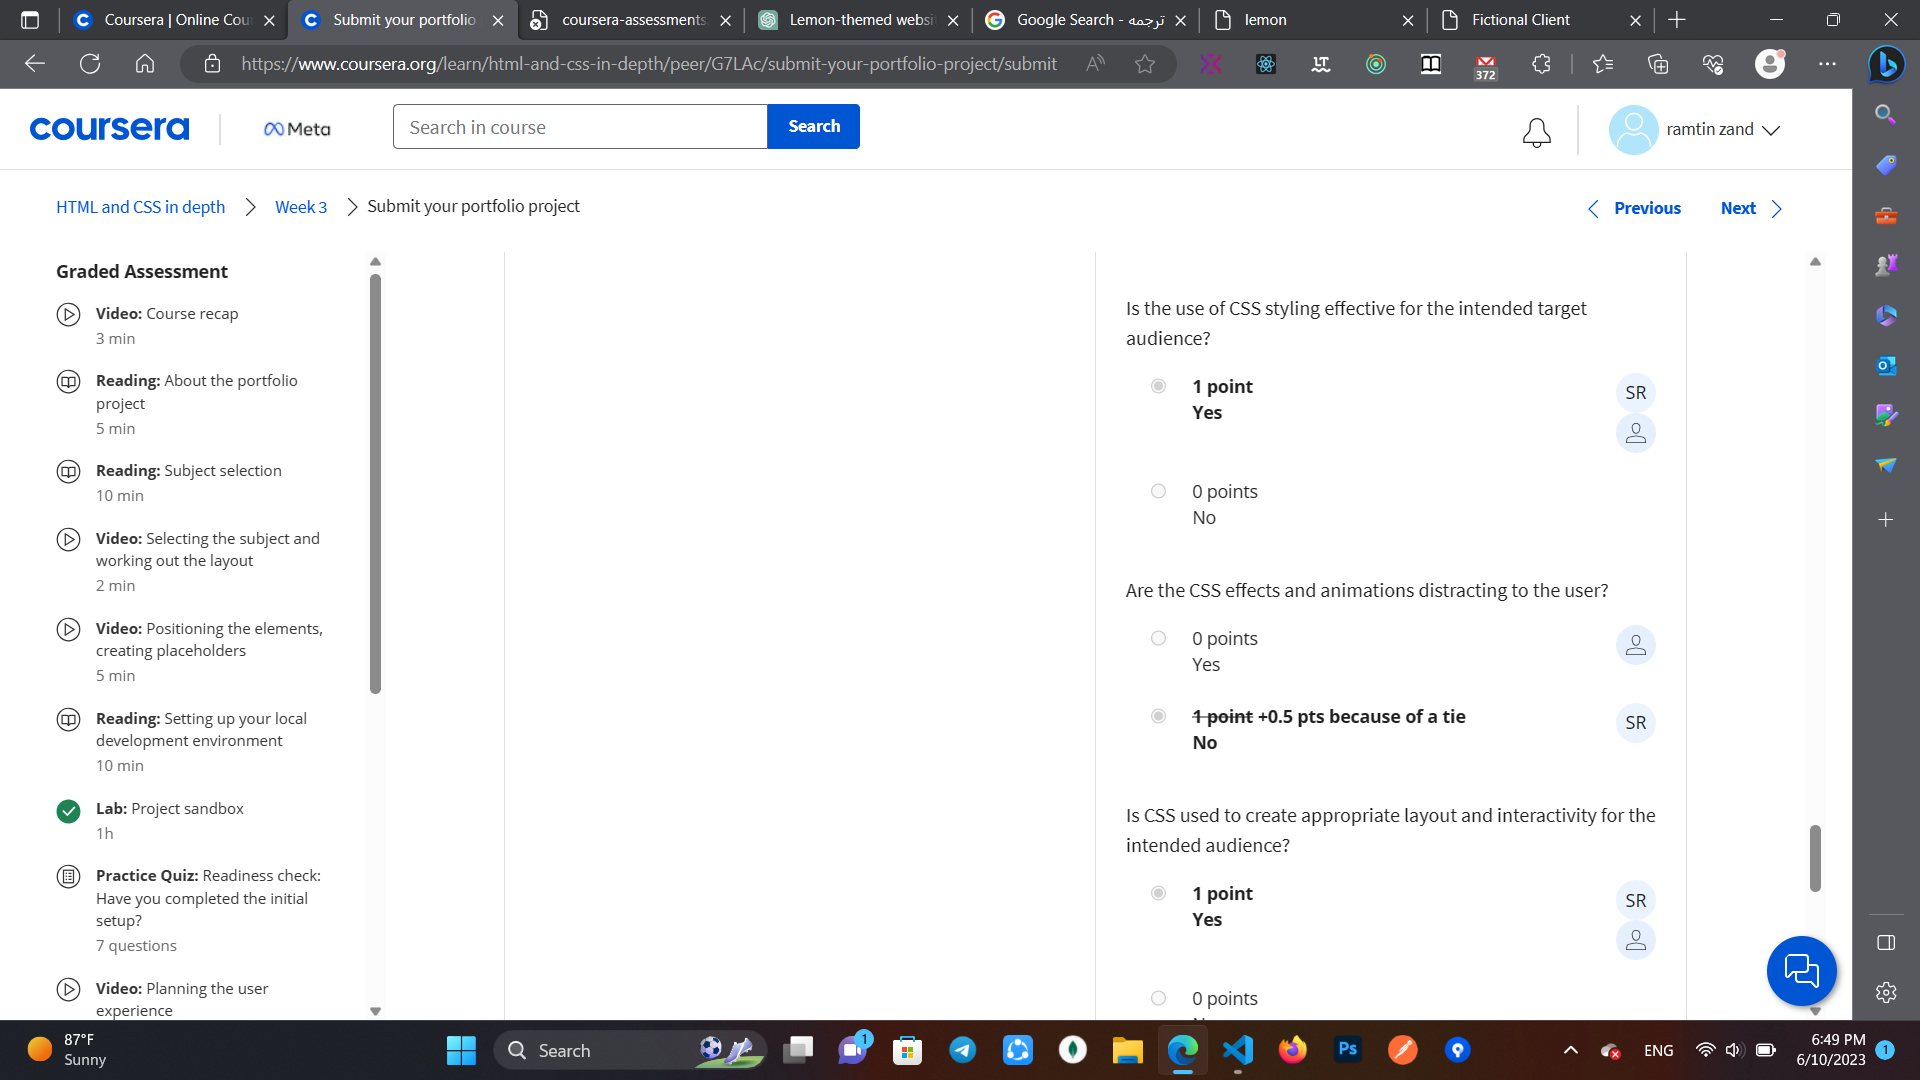 Coursera | Online Cour
Submit your portfolio
coursera-assessments.
Lemon-themed websi
Google Search - ترجمه
lemon
Fictional Client
https://www.coursera.org/learn/html-and-css-in-depth/peer/G7LAc/submit-your-portfolio-project/submit
372
coursera
Meta
Search in course
Search
ramtin zand
HTML and CSS in depth
Week 3
Submit your portfolio project
Previous
Next
Graded Assessment
Video: Course recap
3 min
Reading: About the portfolio
project
5 min
Reading: Subject selection
10 min
Video: Selecting the subject and
working out the layout
2 min
Video: Positioning the elements,
creating placeholders
5 min
Reading: Setting up your local
development environment
10 min
Lab: Project sandbox
1h
Practice Quiz: Readiness check:
Have you completed the initial
setup?
7 questions
Video: Planning the user
experience
Is the use of CSS styling effective for the intended target
audience?
1 point
Yes
SR
0 points
No
Are the CSS effects and animations distracting to the user?
0 points
Yes
1 point +0.5 pts because of a tie
No
SR
Is CSS used to create appropriate layout and interactivity for the
intended audience?
1 point
Yes
SR
0 points
87°F
Sunny
Search
1
Ps
ENG
6:49 PM
6/10/2023
1